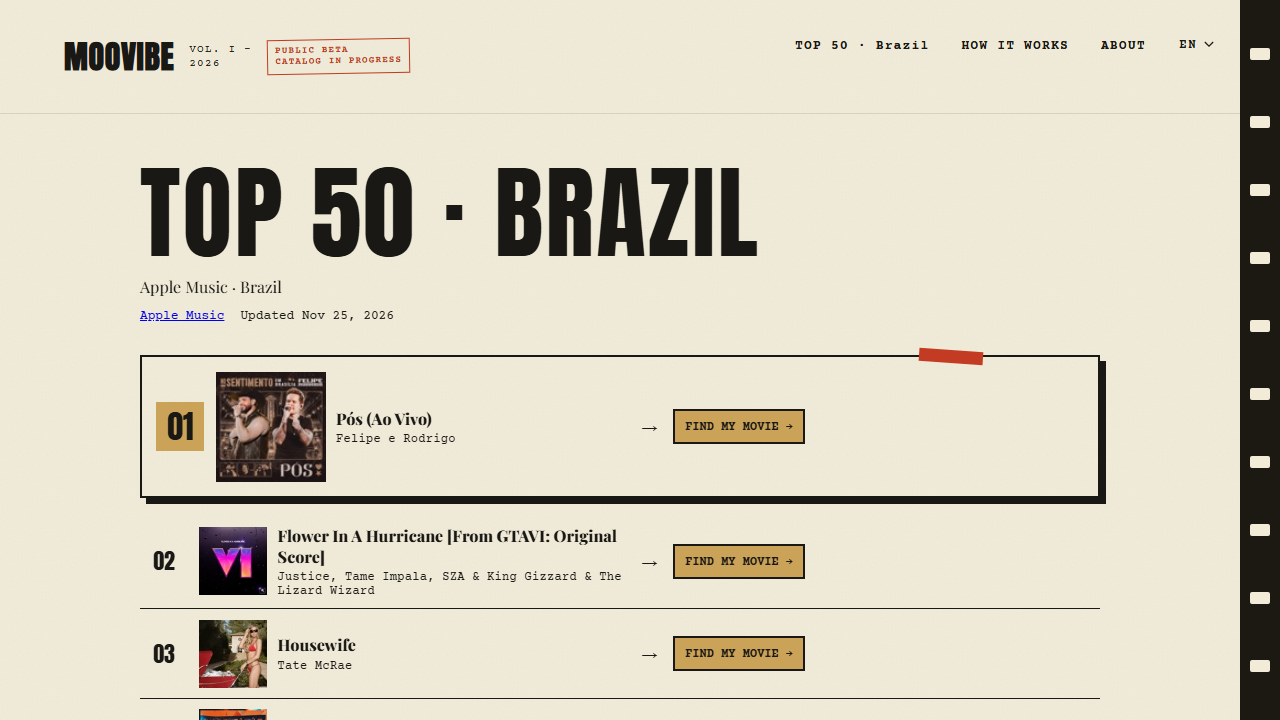 MOOVIBE
VOL. I –
2026
PUBLIC BETA
CATALOG IN PROGRESS
TOP 50 · Brazil
HOW IT WORKS
ABOUT
EN
TOP 50 · BRAZIL
Apple Music · Brazil
Apple Music Updated Nov 25, 2026
01
SENTIMENTO
FELIPE
PÓS
Pós (Ao Vivo)
Felipe e Rodrigo
→
FIND MY MOVIE →
02
VI
Flower In A Hurricane [From GTAVI: Original
Score]
Justice, Tame Impala, SZA & King Gizzard & The
Lizard Wizard
→
FIND MY MOVIE →
03
Housewife
Tate McRae
→
FIND MY MOVIE →